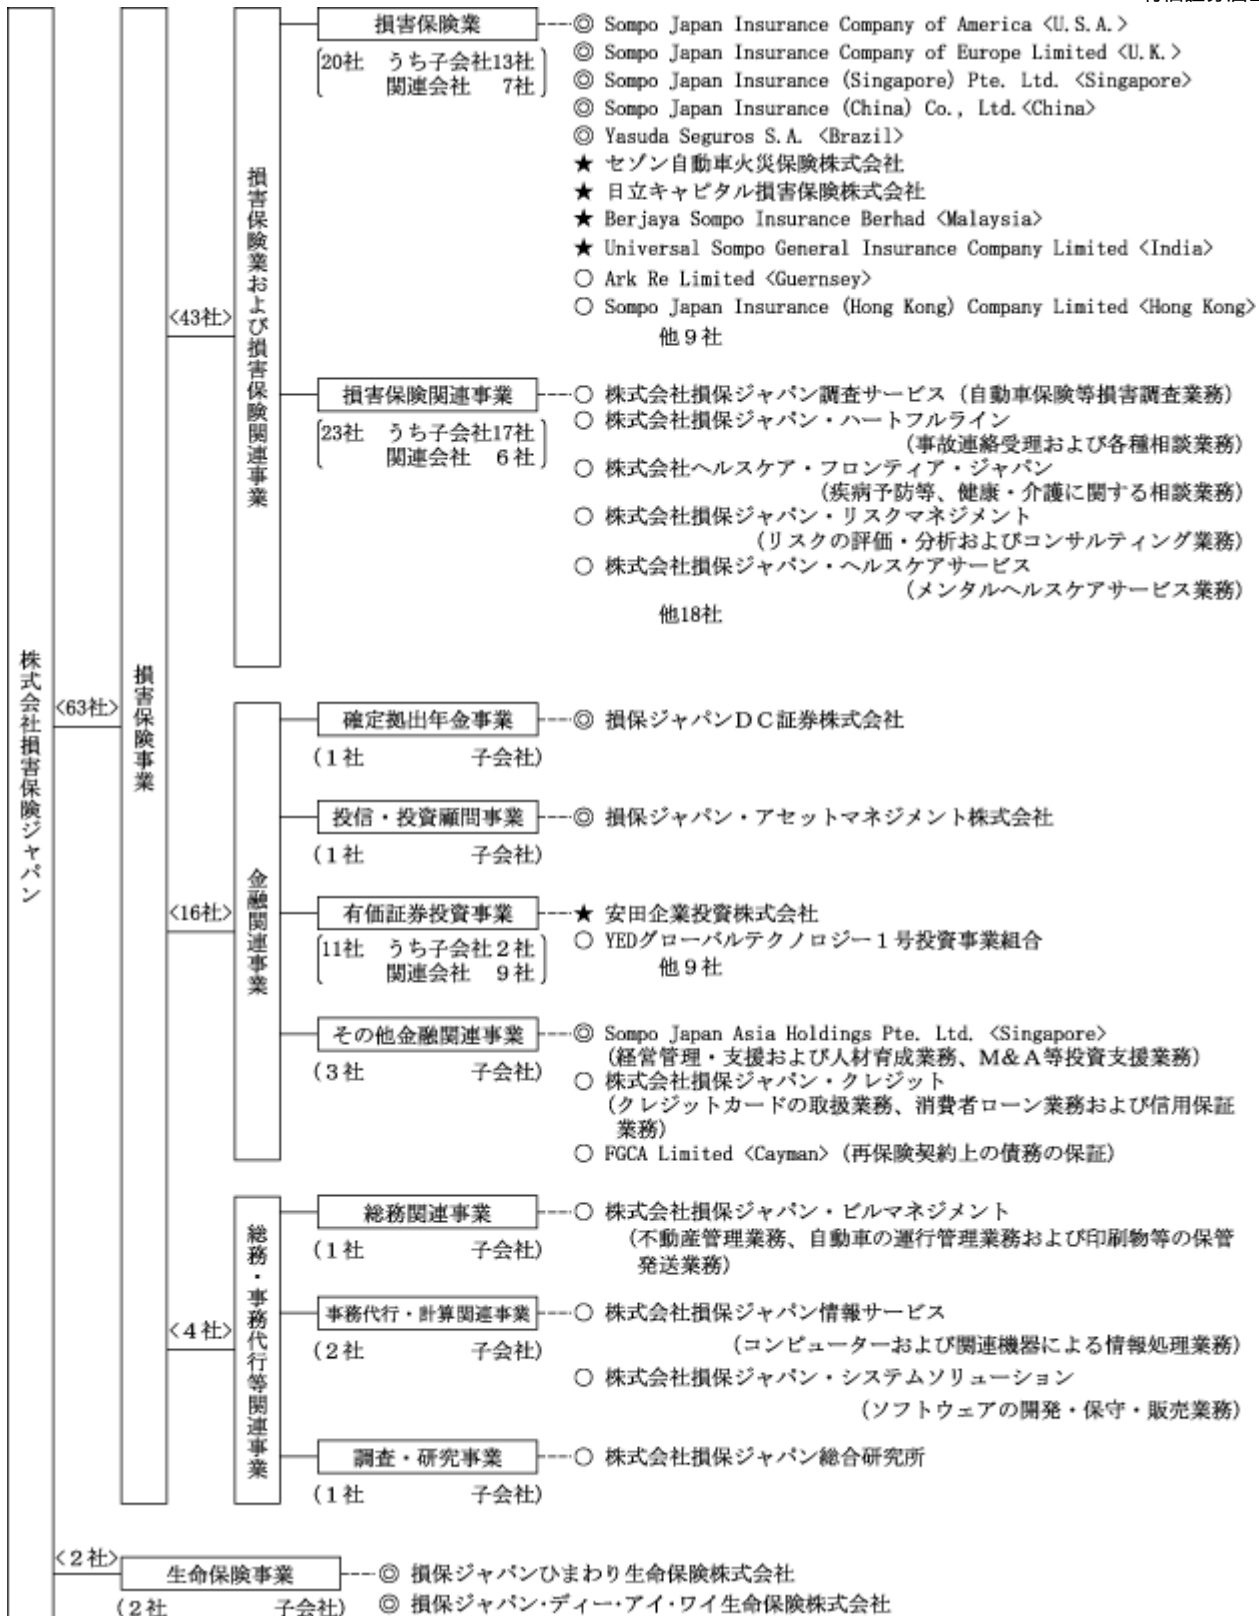 損害保険業
20社 うち子会社13社
関連会社 7社
◎ Sompo Japan Insurance Company of America <U.S.A.>
◎ Sompo Japan Insurance Company of Europe Limited <U.K.>
◎ Sompo Japan Insurance (Singapore) Pte. Ltd. <Singapore>
◎ Sompo Japan Insurance (China) Co., Ltd.<China>
◎ Yasuda Seguros S.A. <Brazil>
★ セゾン自動車火災保険株式会社
★ 日立キャピタル損害保険株式会社
★ Berjaya Sompo Insurance Berhad <Malaysia>
★ Universal Sompo General Insurance Company Limited <India>
○ Ark Re Limited <Guernsey>
○ Sompo Japan Insurance (Hong Kong) Company Limited <Hong Kong>
他9社
損害保険業および損害保険関連事業
<43社>
損害保険関連事業
23社 うち子会社17社
関連会社 6社
○ 株式会社損保ジャパン調査サービス (自動車保険等損害調査業務)
○ 株式会社損保ジャパン・ハートフルライン
(事故連絡受理および各種相談業務)
○ 株式会社ヘルスケア・フロンティア・ジャパン
(疾病予防等、健康・介護に関する相談業務)
○ 株式会社損保ジャパン・リスクマネジメント
(リスクの評価・分析およびコンサルティング業務)
○ 株式会社損保ジャパン・ヘルスケアサービス
(メンタルヘルスケアサービス業務)
他18社
株式会社損害保険ジャパン
<63社>
損害保険事業
確定拠出年金事業
(1社 子会社)
◎ 損保ジャパンDC証券株式会社
投信・投資顧問事業
(1社 子会社)
◎ 損保ジャパン・アセットマネジメント株式会社
<16社>
金融関連事業
有価証券投資事業
11社 うち子会社2社
関連会社 9社
★ 安田企業投資株式会社
○ YEDグローバルテクノロジー1号投資事業組合
他9社
その他金融関連事業
(3社 子会社)
◎ Sompo Japan Asia Holdings Pte. Ltd. <Singapore>
(経営管理・支援および人材育成業務、M&A等投資支援業務)
○ 株式会社損保ジャパン・クレジット
(クレジットカードの取扱業務、消費者ローン業務および信用保証
業務)
○ FGCA Limited <Cayman> (再保険契約上の債務の保証)
<4社>
総務・事務代行等関連事業
総務関連事業
(1社 子会社)
○ 株式会社損保ジャパン・ビルマネジメント
(不動産管理業務、自動車の運行管理業務および印刷物等の保管
発送業務)
事務代行・計算関連事業
(2社 子会社)
○ 株式会社損保ジャパン情報サービス
(コンピューターおよび関連機器による情報処理業務)
○ 株式会社損保ジャパン・システムソリューション
(ソフトウェアの開発・保守・販売業務)
調査・研究事業
(1社 子会社)
○ 株式会社損保ジャパン総合研究所
<2社>
生命保険事業
(2社 子会社)
◎ 損保ジャパンひまわり生命保険株式会社
◎ 損保ジャパン・ディー・アイ・ワイ生命保険株式会社